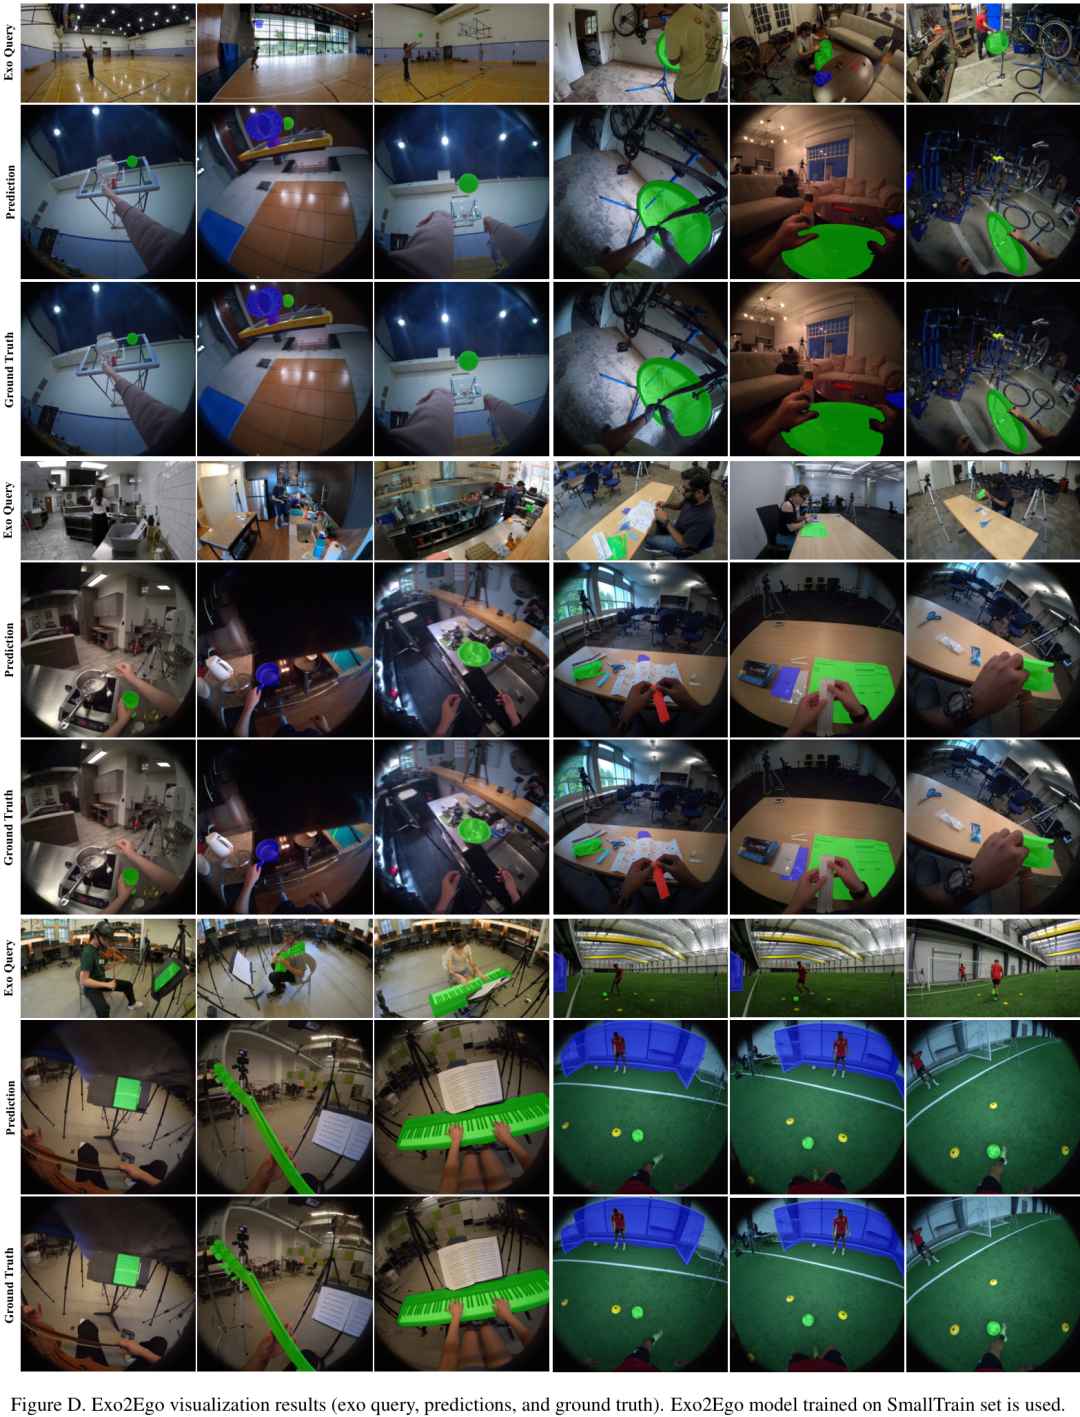 Exo Query
Prediction
Ground Truth
Exo Query
Prediction
Ground Truth
Exo Query
Prediction
Ground Truth
Figure D. Exo2Ego visualization results (exo query, predictions, and ground truth). Exo2Ego model trained on SmallTrain set is used.